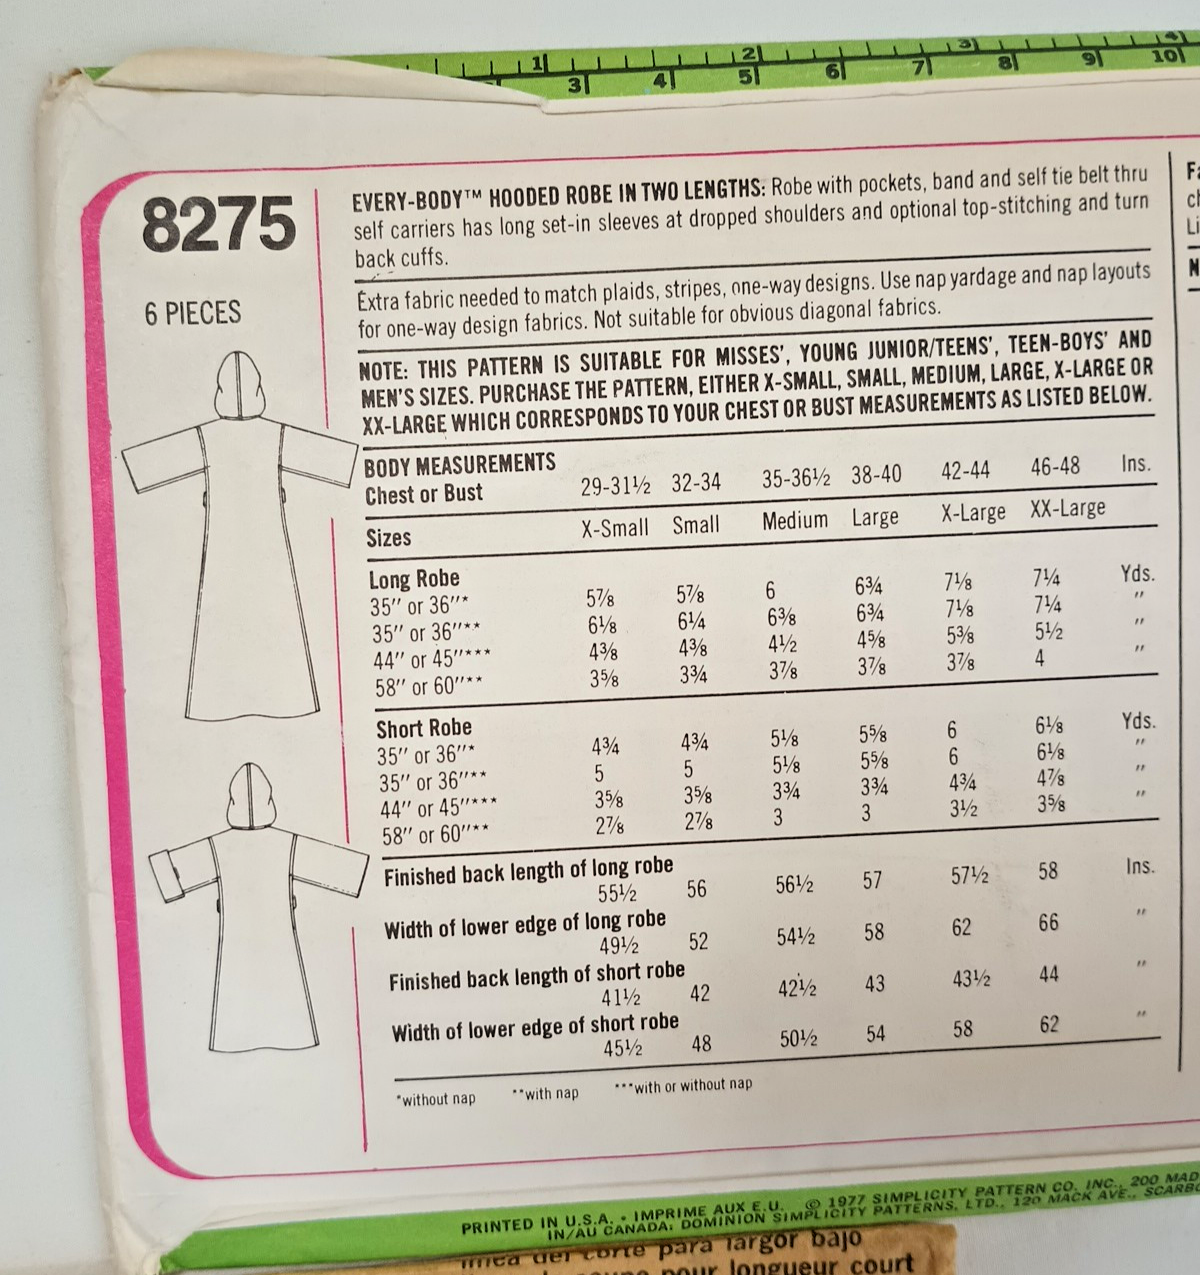 1 2 3 4
3 4 5 6 7 8 9 10
8275
6 PIECES
EVERY-BODY™ HOODED ROBE IN TWO LENGTHS: Robe with pockets, band and self tie belt thru
self carriers has long set-in sleeves at dropped shoulders and optional top-stitching and turn
back cuffs.
Extra fabric needed to match plaids, stripes, one-way designs. Use nap yardage and nap layouts
for one-way design fabrics. Not suitable for obvious diagonal fabrics.
NOTE: THIS PATTERN IS SUITABLE FOR MISSES', YOUNG JUNIOR/TEENS', TEEN-BOYS' AND
MEN'S SIZES. PURCHASE THE PATTERN, EITHER X-SMALL, SMALL, MEDIUM, LARGE, X-LARGE OR
XX-LARGE WHICH CORRESPONDS TO YOUR CHEST OR BUST MEASUREMENTS AS LISTED BELOW.
BODY MEASUREMENTS
Chest or Bust 29-31½ 32-34 35-36½ 38-40 42-44 46-48 Ins.
Sizes X-Small Small Medium Large X-Large XX-Large
Long Robe
35" or 36"* 5⅞ 5⅞ 6 6¾ 7⅛ 7¼ Yds.
35" or 36"** 6⅛ 6¼ 6⅜ 6¾ 7⅛ 7¼ "
44" or 45"*** 4⅜ 4⅜ 4½ 4⅝ 5⅜ 5½ "
58" or 60"** 3⅝ 3¾ 3⅞ 3⅞ 3⅞ 4 "
Short Robe
35" or 36"* 4¾ 4¾ 5⅛ 5⅝ 6 6⅛ Yds.
35" or 36"** 5 5 5⅛ 5⅝ 6 6⅛ "
44" or 45"*** 3⅝ 3⅝ 3¾ 3¾ 4¾ 4⅞ "
58" or 60"** 2⅞ 2⅞ 3 3 3½ 3⅝ "
Finished back length of long robe
55½ 56 56½ 57 57½ 58 Ins.
Width of lower edge of long robe
49½ 52 54½ 58 62 66 "
Finished back length of short robe
41½ 42 42½ 43 43½ 44 "
Width of lower edge of short robe
45½ 48 50½ 54 58 62 "
*without nap **with nap ***with or without nap
PRINTED IN U.S.A. • IMPRIME AUX E.U. © 1977 SIMPLICITY PATTERN CO. INC., 200 MAD
IN/AU CANADA: DOMINION SIMPLICITY PATTERNS, LTD., 120 MACK AVE., SCARBO
del corte para largor bajo
pour longueur court